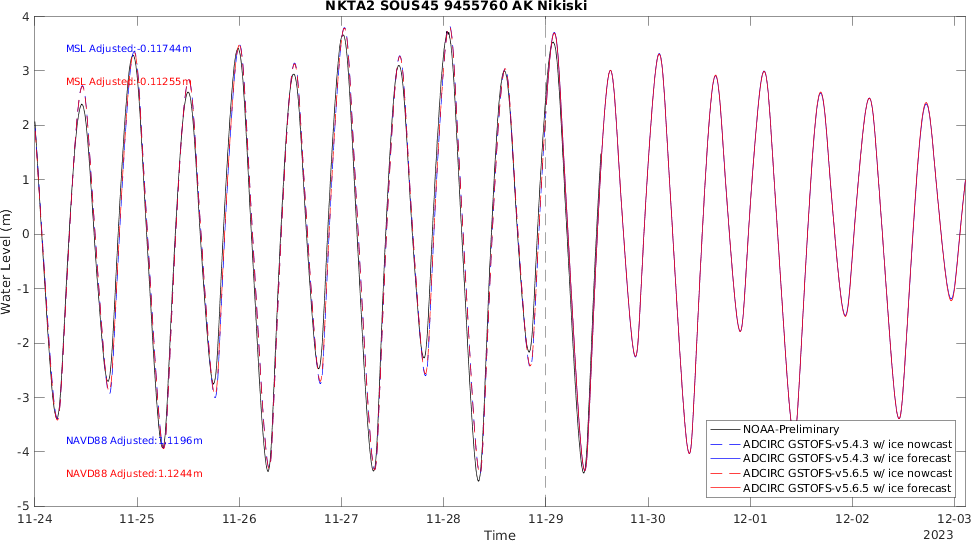 NKTA2 SOUS45 9455760 AK Nikiski
Water Level (m)
4
3
2
1
0
-1
-2
-3
-4
-5
MSL Adjusted:-0.11744m
MSL Adjusted:-0.11255m
NAVD88 Adjusted:1.1196m
NAVD88 Adjusted:1.1244m
NOAA-Preliminary
ADCIRC GSTOFS-v5.4.3 w/ ice nowcast
ADCIRC GSTOFS-v5.4.3 w/ ice forecast
ADCIRC GSTOFS-v5.6.5 w/ ice nowcast
ADCIRC GSTOFS-v5.6.5 w/ ice forecast
11-24 11-25 11-26 11-27 11-28 11-29 11-30 12-01 12-02 12-03
Time
2023